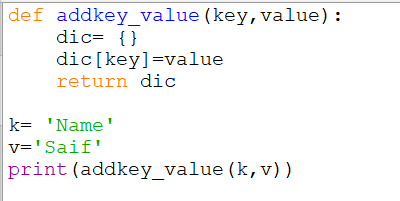 def addkey_value(key,value):
    dic= {}
    dic[key]=value
    return dic

k= 'Name'
v='Saif'
print(addkey_value(k,v))